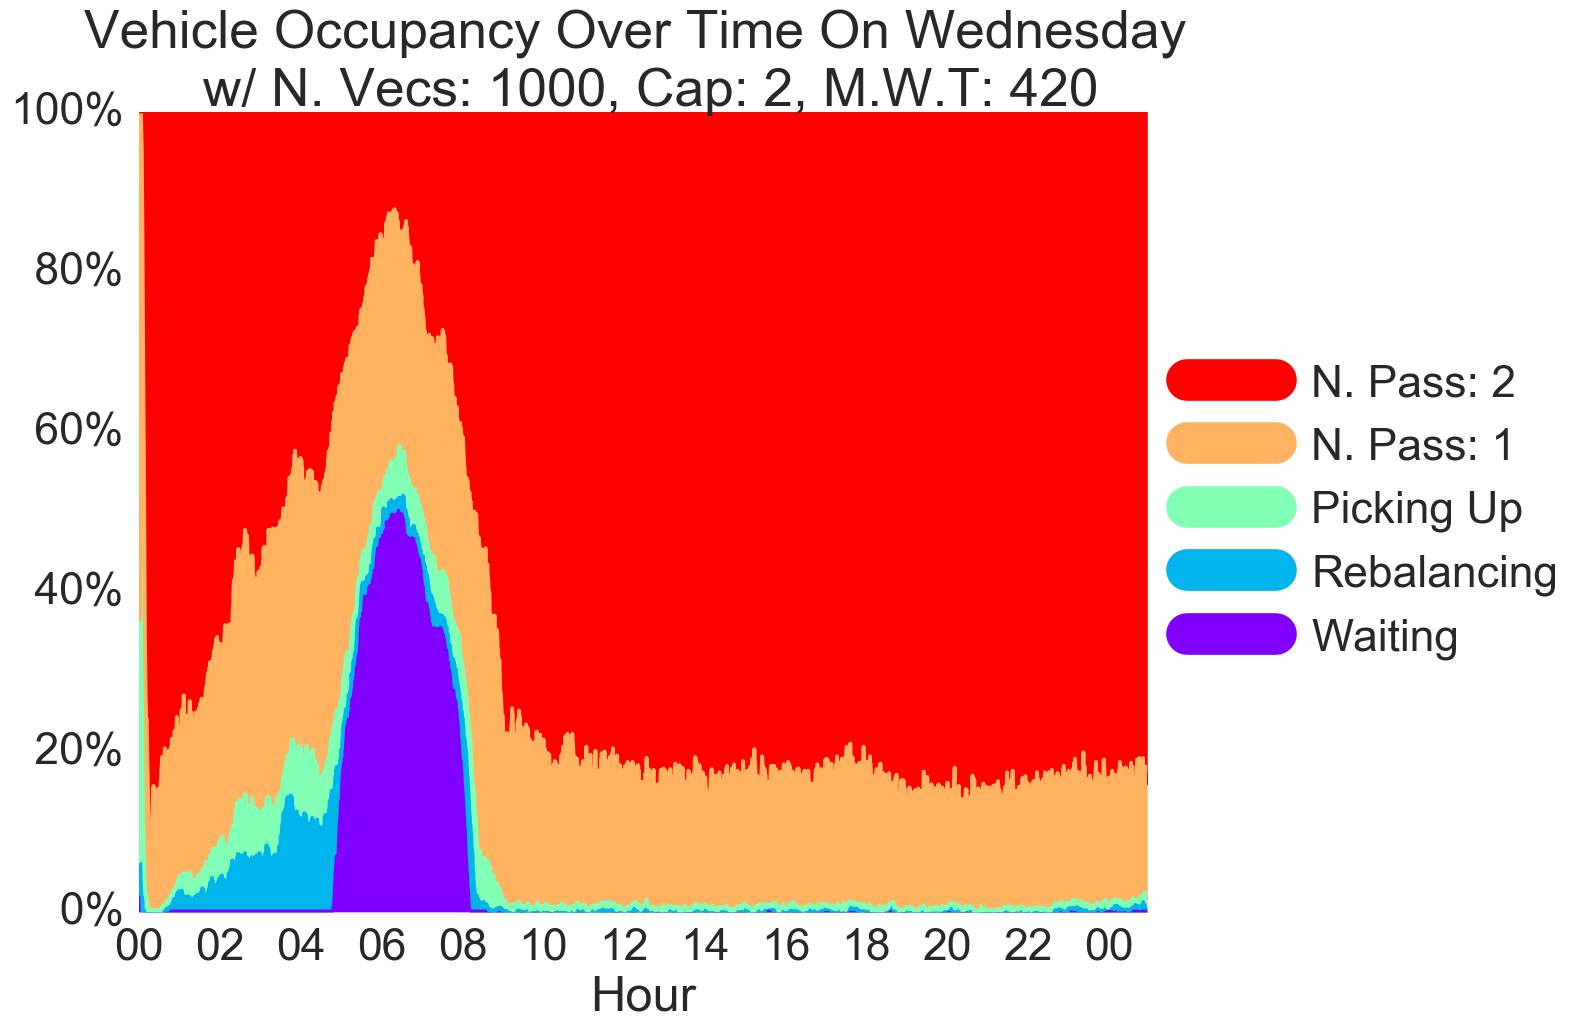 Vehicle Occupancy Over Time On Wednesday
w/ N. Vecs: 1000, Cap: 2, M.W.T: 420
100%
80%
60%
40%
20%
0%
00 02 04 06 08 10 12 14 16 18 20 22 00
Hour
N. Pass: 2
N. Pass: 1
Picking Up
Rebalancing
Waiting